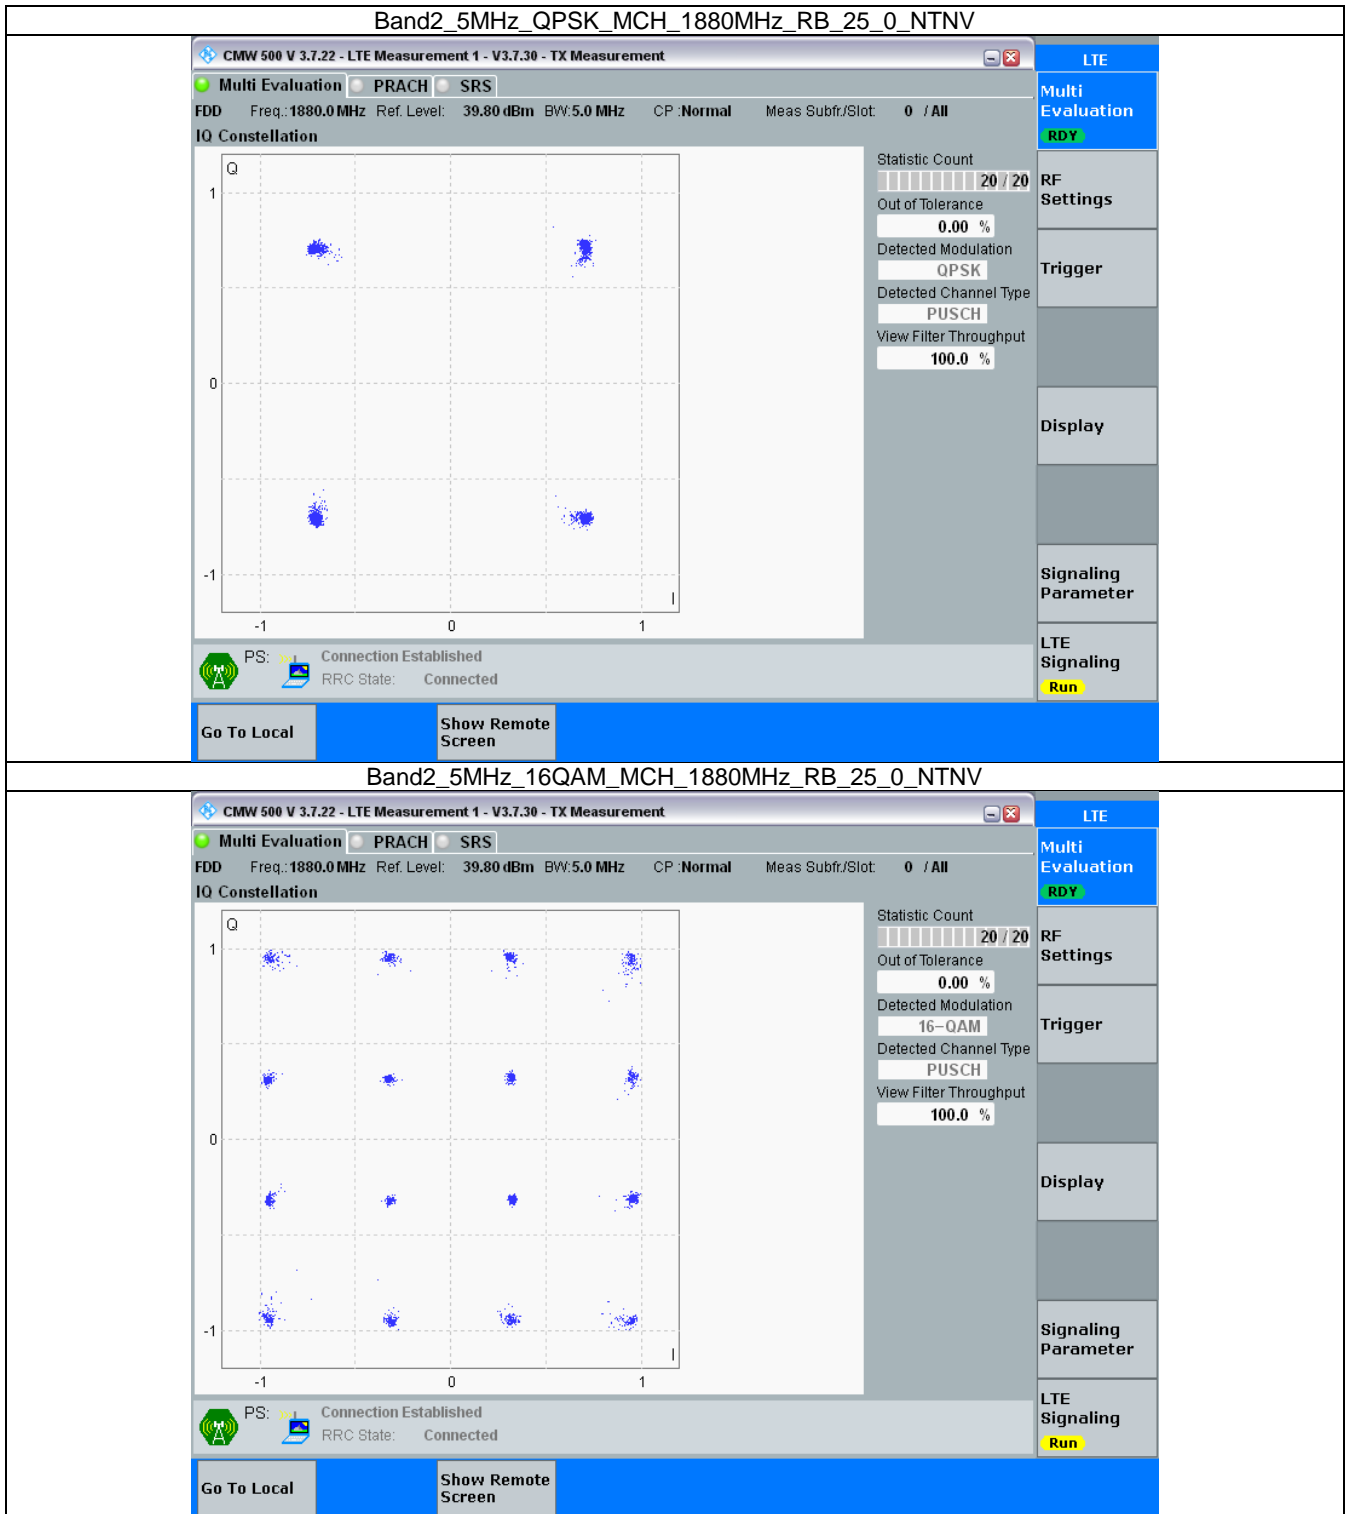 Band2_5MHz_QPSK_MCH_1880MHz_RB_25_0_NTNV
CMW 500 V 3.7.22 - LTE Measurement 1 - V3.7.30 - TX Measurement
LTE
Multi Evaluation PRACH SRS
Multi
Evaluation
RDY
FDD Freq.: 1880.0 MHz Ref. Level: 39.80 dBm BW: 5.0 MHz CP : Normal Meas Subfr./Slot: 0 / All
IQ Constellation
Q
1
0
-1
I
-1 0 1
Statistic Count
20 / 20
Out of Tolerance
0.00 %
Detected Modulation
QPSK
Detected Channel Type
PUSCH
View Filter Throughput
100.0 %
RF
Settings
Trigger
Display
Signaling
Parameter
LTE
Signaling
Run
PS: Connection Established
RRC State: Connected
Go To Local
Show Remote
Screen
Band2_5MHz_16QAM_MCH_1880MHz_RB_25_0_NTNV
CMW 500 V 3.7.22 - LTE Measurement 1 - V3.7.30 - TX Measurement
LTE
Multi Evaluation PRACH SRS
Multi
Evaluation
RDY
FDD Freq.: 1880.0 MHz Ref. Level: 39.80 dBm BW: 5.0 MHz CP : Normal Meas Subfr./Slot: 0 / All
IQ Constellation
Q
1
0
-1
I
-1 0 1
Statistic Count
20 / 20
Out of Tolerance
0.00 %
Detected Modulation
16-QAM
Detected Channel Type
PUSCH
View Filter Throughput
100.0 %
RF
Settings
Trigger
Display
Signaling
Parameter
LTE
Signaling
Run
PS: Connection Established
RRC State: Connected
Go To Local
Show Remote
Screen